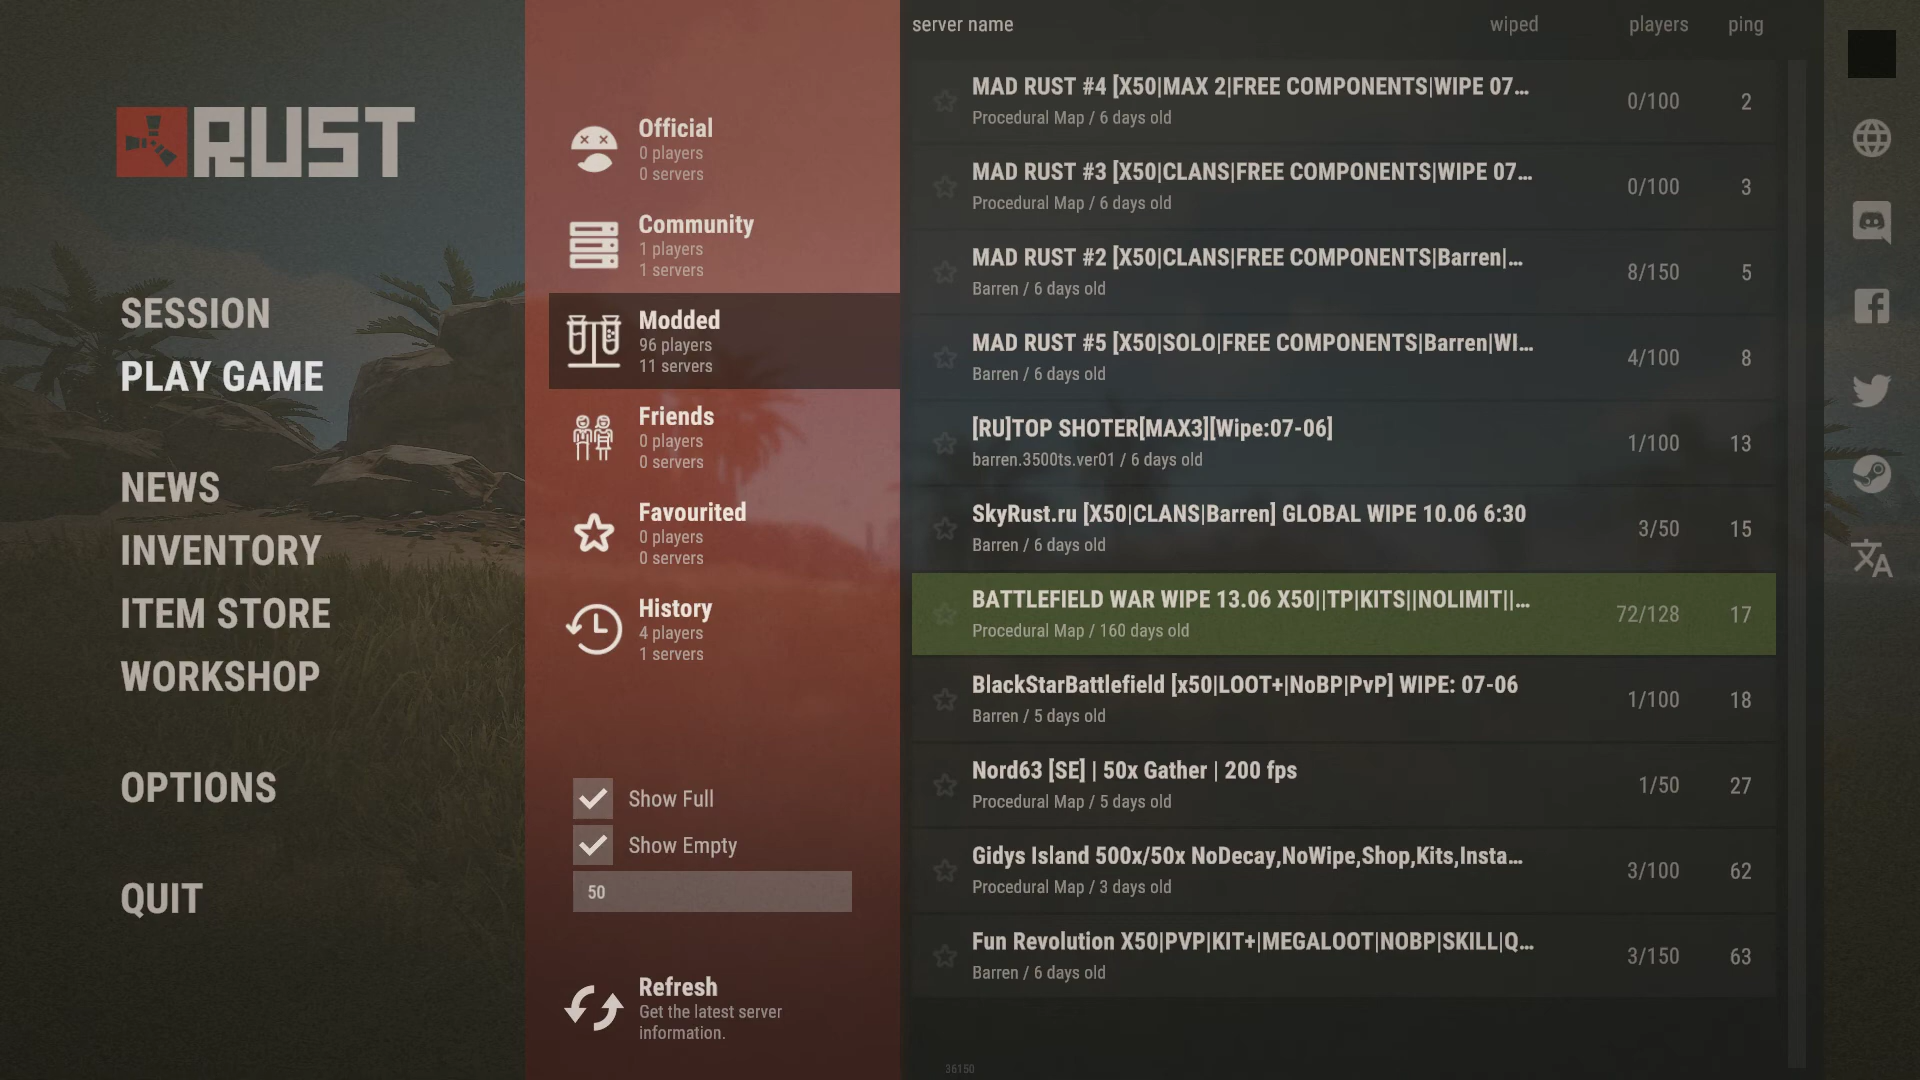 RUST
SESSION
PLAY GAME
NEWS
INVENTORY
ITEM STORE
WORKSHOP
OPTIONS
QUIT
Official
0 players
0 servers
Community
1 players
1 servers
Modded
96 players
11 servers
Friends
0 players
0 servers
Favourited
0 players
0 servers
History
4 players
1 servers
Show Full
Show Empty
50
Refresh
Get the latest server
information.
server name wiped players ping
MAD RUST #4 [X50|MAX 2|FREE COMPONENTS|WIPE 07... 0/100 2
Procedural Map / 6 days old
MAD RUST #3 [X50|CLANS|FREE COMPONENTS|WIPE 07... 0/100 3
Procedural Map / 6 days old
MAD RUST #2 [X50|CLANS|FREE COMPONENTS|Barren|... 8/150 5
Barren / 6 days old
MAD RUST #5 [X50|SOLO|FREE COMPONENTS|Barren|WI... 4/100 8
Barren / 6 days old
[RU]TOP SHOTER[MAX3][Wipe:07-06] 1/100 13
barren.3500ts.ver01 / 6 days old
SkyRust.ru [X50|CLANS|Barren] GLOBAL WIPE 10.06 6:30 3/50 15
Barren / 6 days old
BATTLEFIELD WAR WIPE 13.06 X50||TP|KITS||NOLIMIT||... 72/128 17
Procedural Map / 160 days old
BlackStarBattlefield [x50|LOOT+|NoBP|PvP] WIPE: 07-06 1/100 18
Barren / 5 days old
Nord63 [SE] | 50x Gather | 200 fps 1/50 27
Procedural Map / 5 days old
Gidys Island 500x/50x NoDecay,NoWipe,Shop,Kits,Insta... 3/100 62
Procedural Map / 3 days old
Fun Revolution X50|PVP|KIT+|MEGALOOT|NOBP|SKILL|Q... 3/150 63
Barren / 6 days old
36150